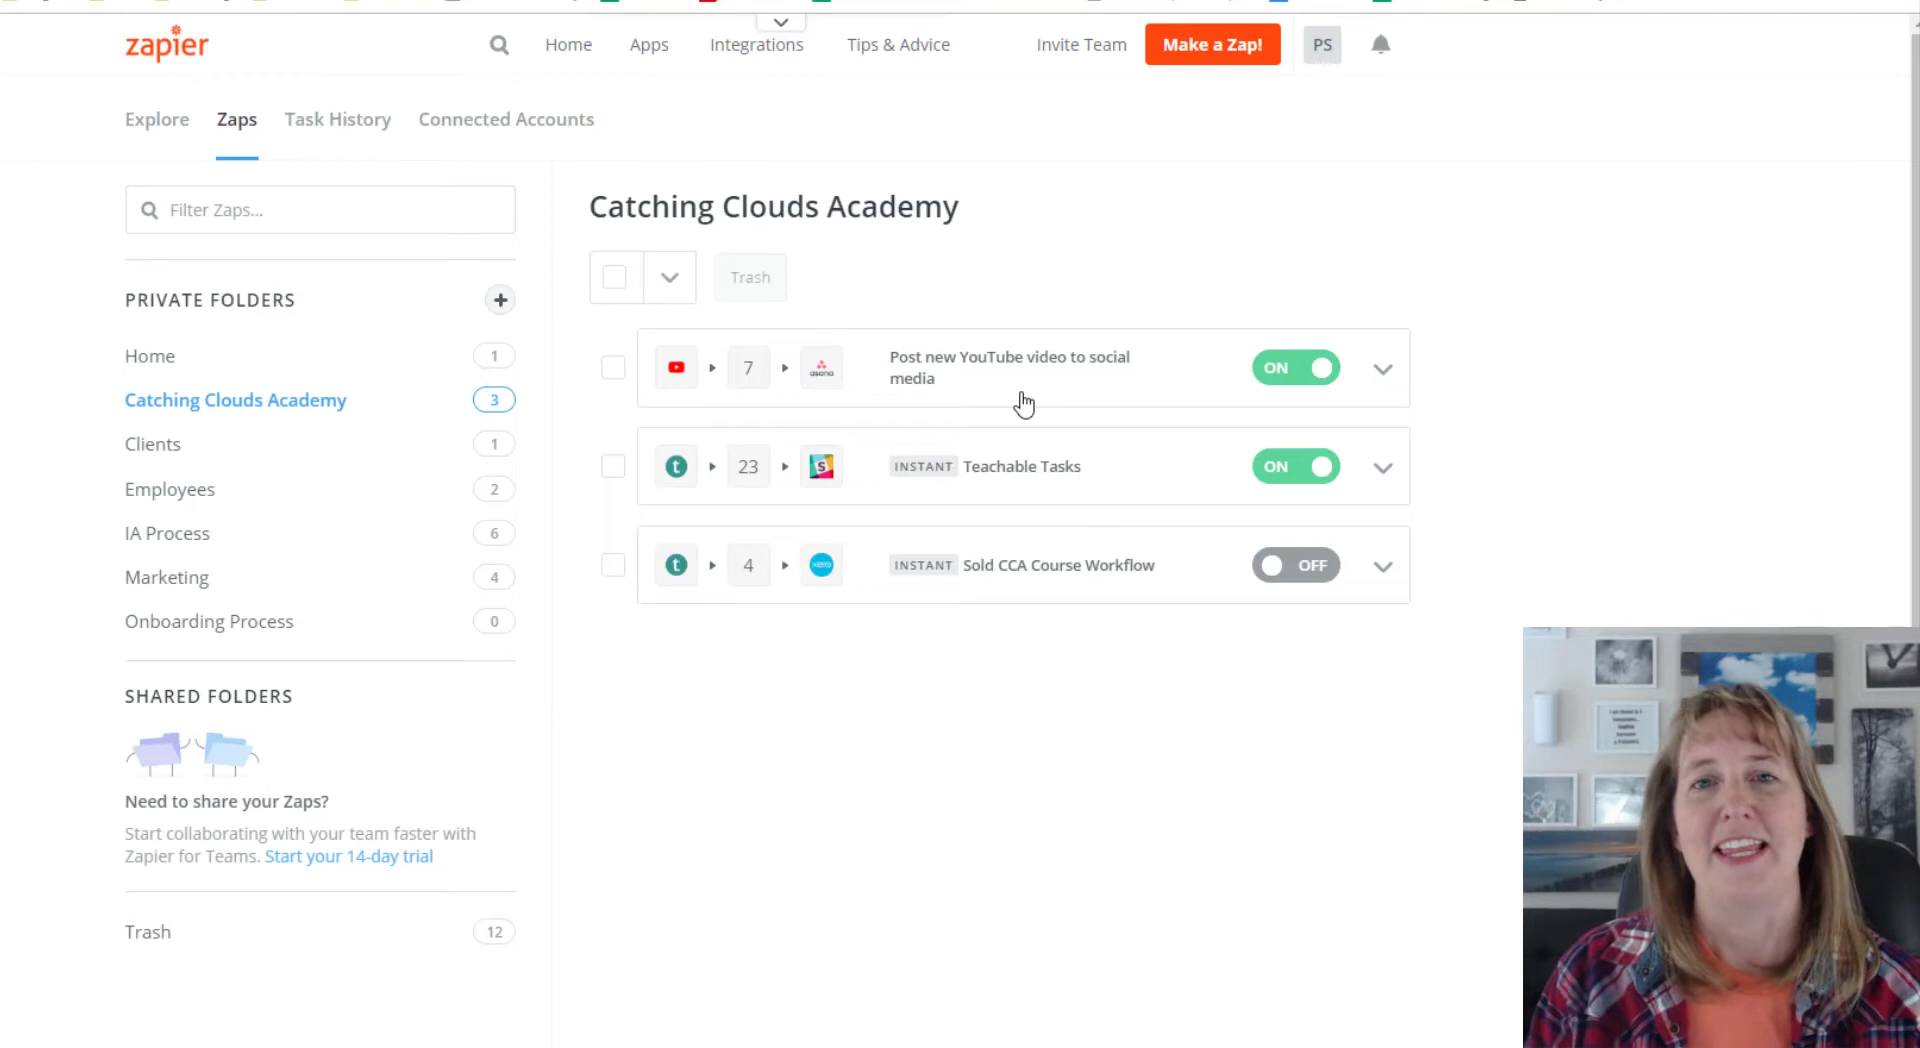 zapier
Home
Apps
Integrations
Tips & Advice
Invite Team
Make a Zap!
PS
Explore
Zaps
Task History
Connected Accounts
Filter Zaps...
PRIVATE FOLDERS
Home 1
Catching Clouds Academy 3
Clients 1
Employees 2
IA Process 6
Marketing 4
Onboarding Process 0
SHARED FOLDERS
Need to share your Zaps?
Start collaborating with your team faster with
Zapier for Teams. Start your 14-day trial
Trash 12
Catching Clouds Academy
Trash
7
asana
Post new YouTube video to social
media
ON
t
23
S
INSTANT Teachable Tasks
ON
t
4
xero
INSTANT Sold CCA Course Workflow
OFF